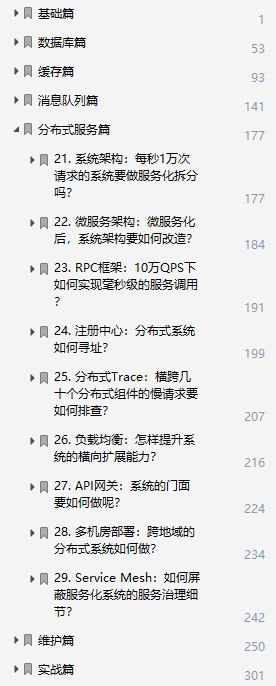 基础篇
1
数据库篇
53
缓存篇
93
消息队列篇
141
分布式服务篇
177
21. 系统架构：每秒1万次
请求的系统要做服务化拆分
吗？
177
22. 微服务架构：微服务化
后，系统架构要如何改造？
184
23. RPC框架：10万QPS下
如何实现毫秒级的服务调用
？
191
24. 注册中心：分布式系统
如何寻址？
199
25. 分布式Trace：横跨几
十个分布式组件的慢请求要
如何排查？
207
26. 负载均衡：怎样提升系
统的横向扩展能力？
216
27. API网关：系统的门面
要如何做呢？
224
28. 多机房部署：跨地域的
分布式系统如何做？
234
29. Service Mesh：如何屏
蔽服务化系统的服务治理细
节？
242
维护篇
250
实战篇
301